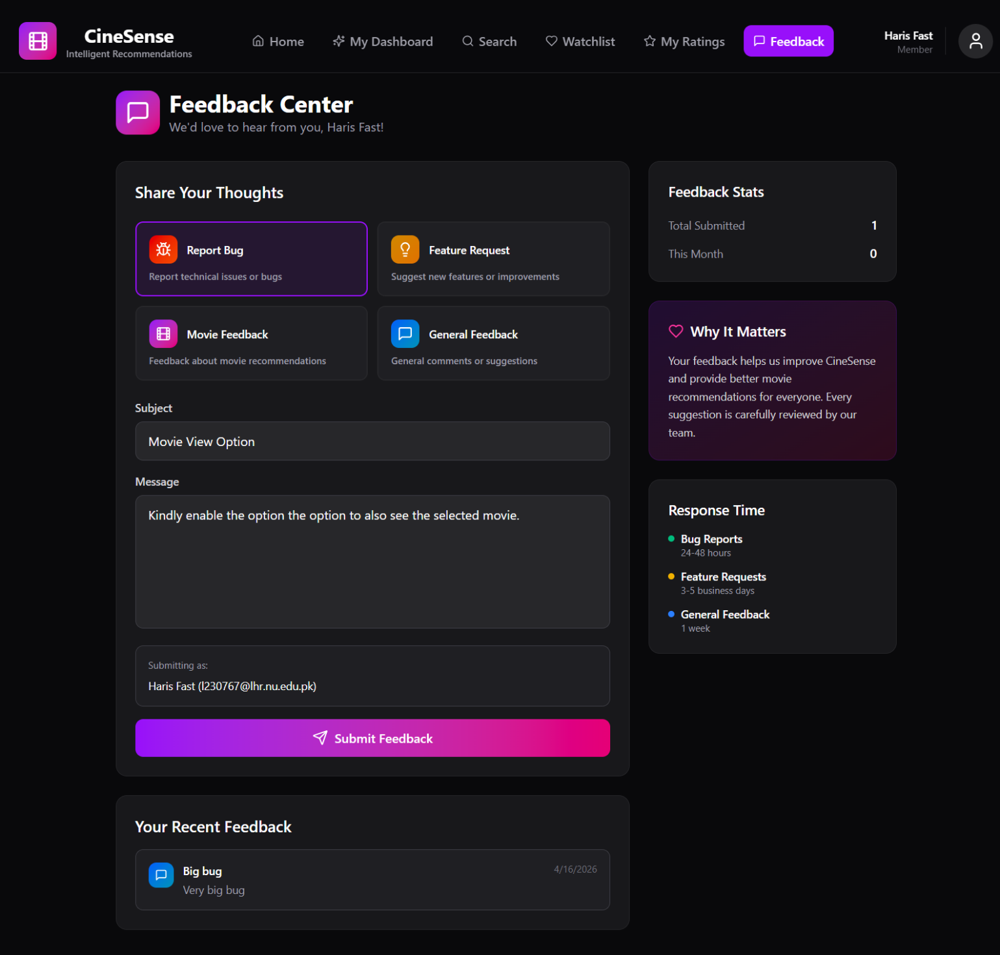 CineSense
Intelligent Recommendations
Home
My Dashboard
Search
Watchlist
My Ratings
Feedback
Haris Fast
Member
Feedback Center
We'd love to hear from you, Haris Fast!
Share Your Thoughts
Report Bug
Report technical issues or bugs
Feature Request
Suggest new features or improvements
Movie Feedback
Feedback about movie recommendations
General Feedback
General comments or suggestions
Subject
Movie View Option
Message
Kindly enable the option the option to also see the selected movie.
Submitting as:
Haris Fast (l230767@lhr.nu.edu.pk)
Submit Feedback
Your Recent Feedback
Big bug
4/16/2026
Very big bug
Feedback Stats
Total Submitted 1
This Month 0
Why It Matters
Your feedback helps us improve CineSense
and provide better movie
recommendations for everyone. Every
suggestion is carefully reviewed by our
team.
Response Time
Bug Reports
24-48 hours
Feature Requests
3-5 business days
General Feedback
1 week